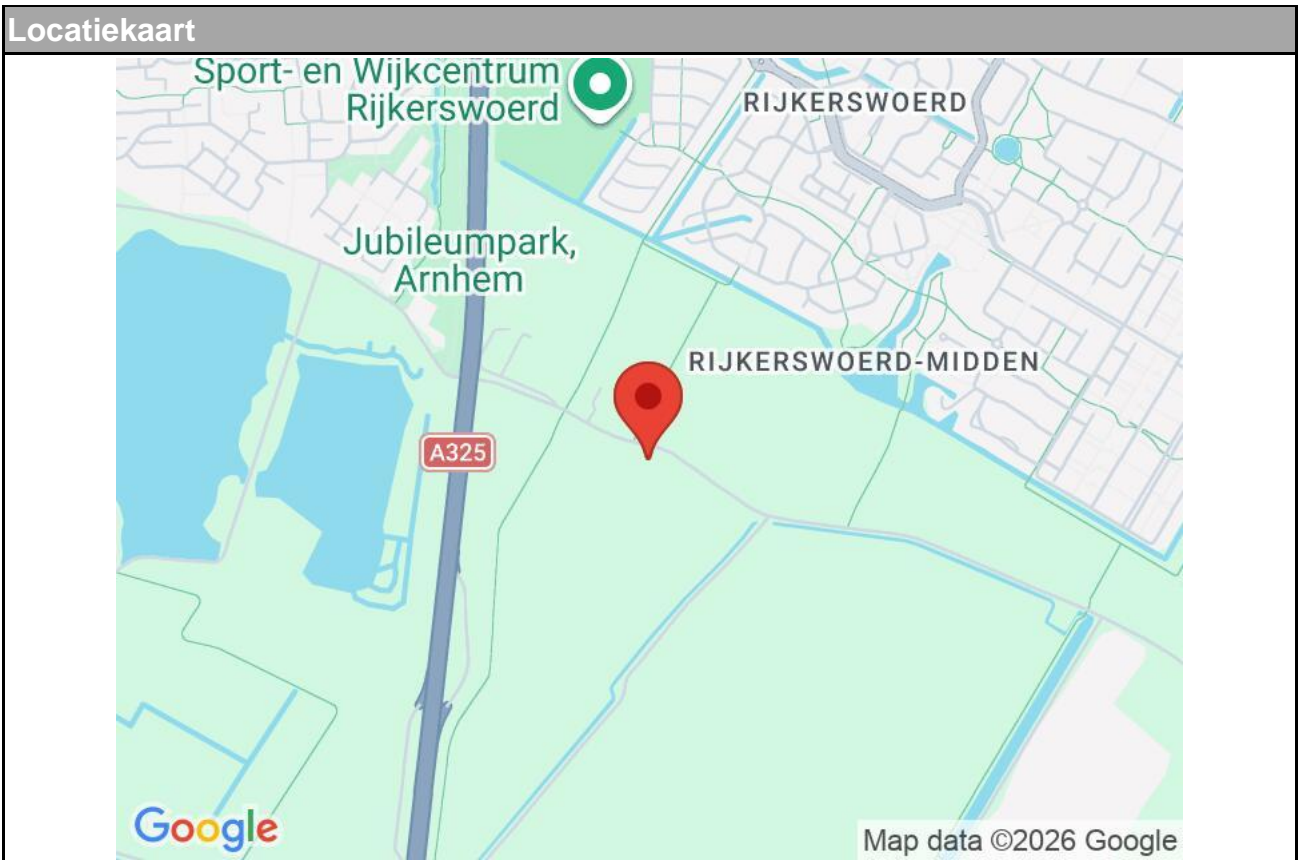 Locatiekaart
Sport- en Wijkcentrum
Rijkerswoerd
RIJKERSWOERD
Jubileumpark,
Arnhem
RIJKERSWOERD-MIDDEN
A325
Google
Map data ©2026 Google